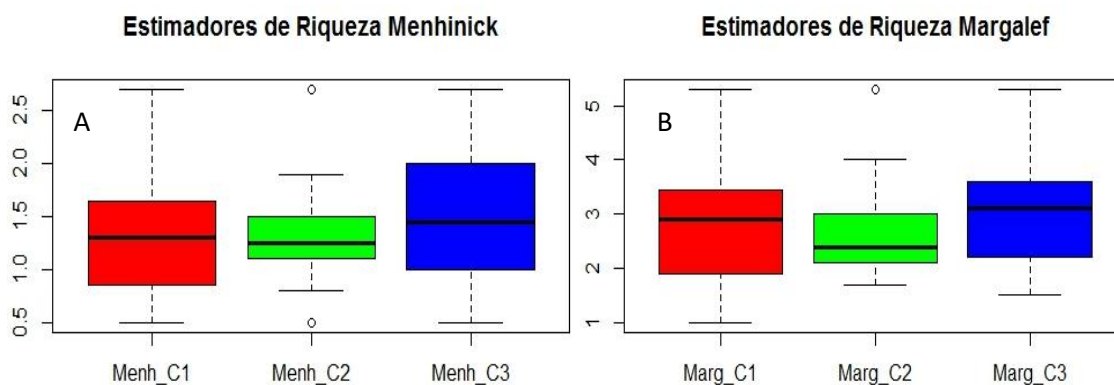 Estimadores de Riqueza Menhinick
A
2.5
2.0
1.5
1.0
0.5
Menh_C1 Menh_C2 Menh_C3
Estimadores de Riqueza Margalef
B
5
4
3
2
1
Marg_C1 Marg_C2 Marg_C3